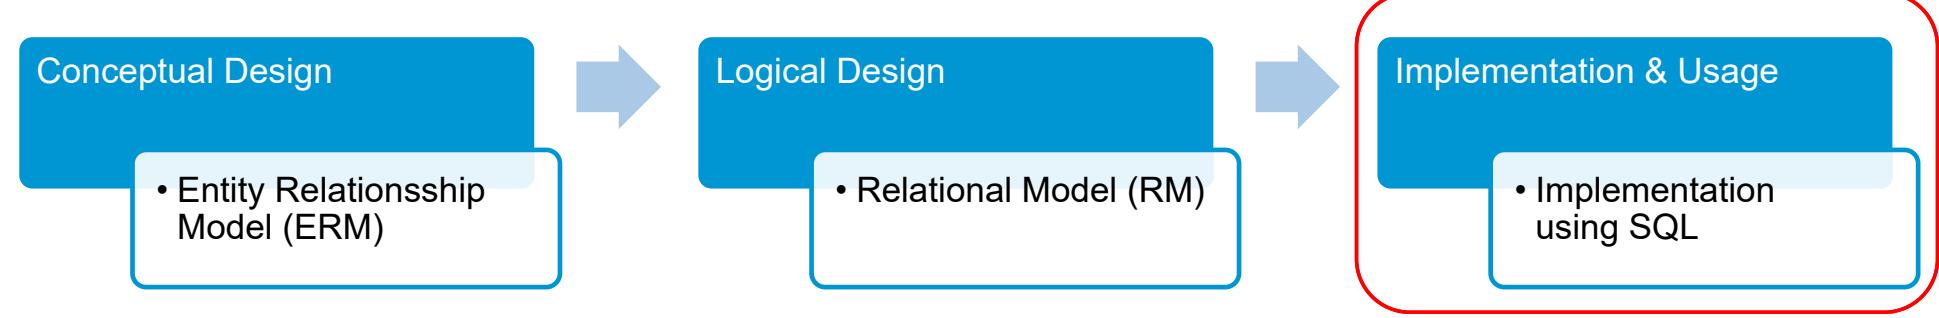 Conceptual Design
• Entity Relationsship
Model (ERM)
Logical Design
• Relational Model (RM)
Implementation & Usage
• Implementation
using SQL